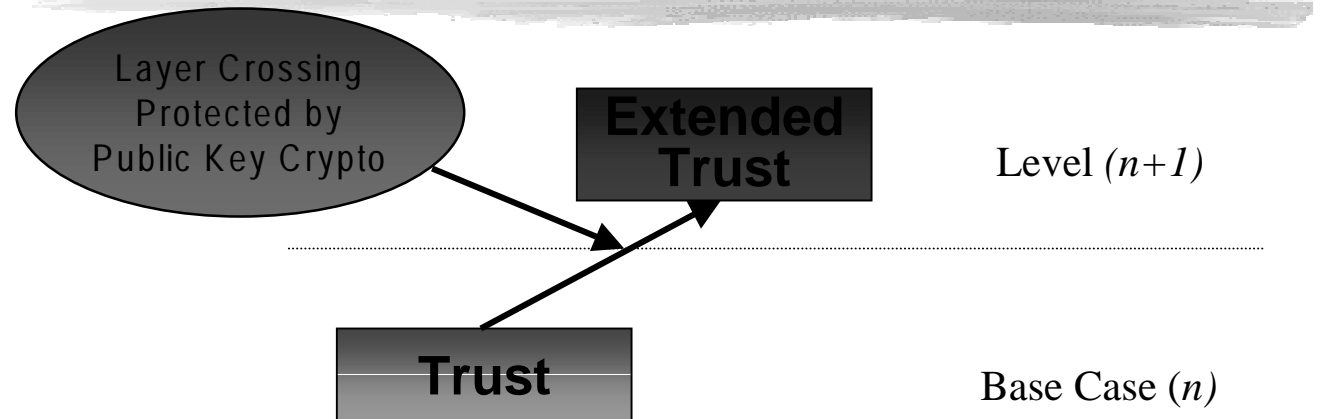 Layer Crossing
Protected by
Public Key Crypto
Extended
Trust
Level (n+1)
Trust
Base Case (n)